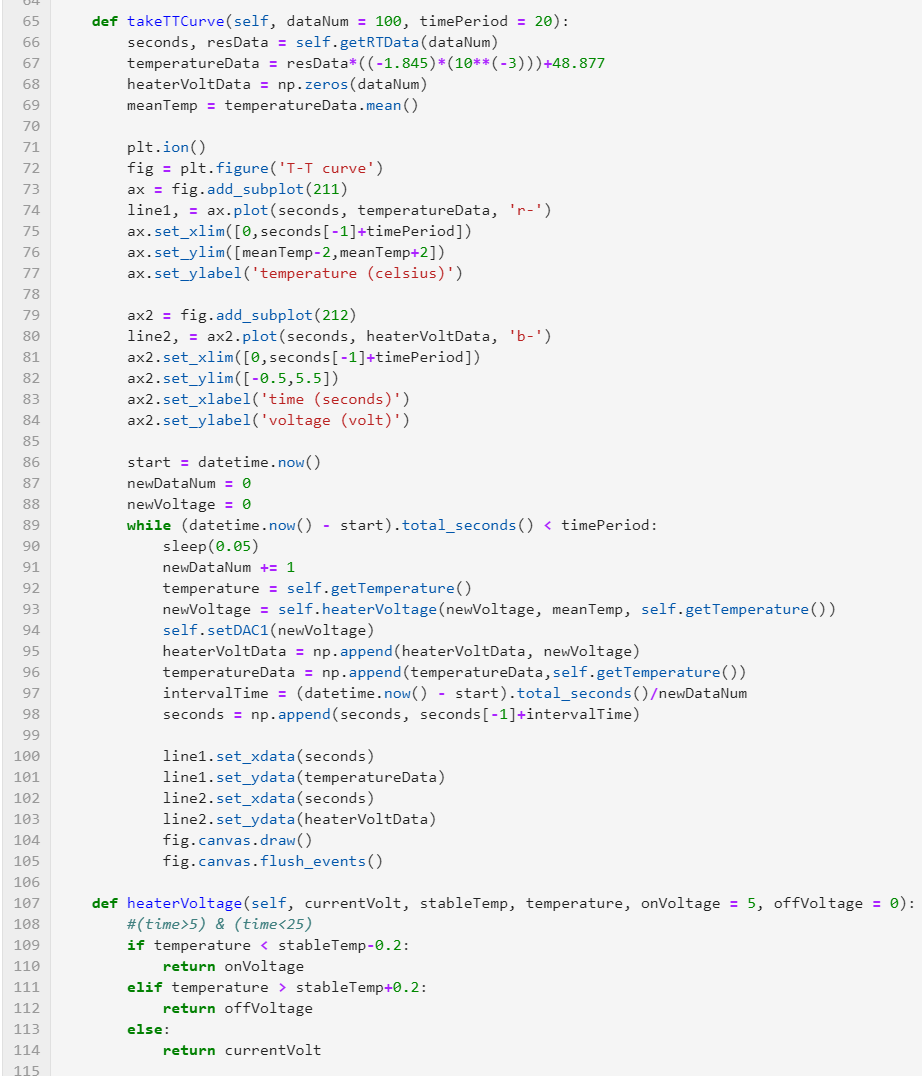 64
65 def takeTTCurve(self, dataNum = 100, timePeriod = 20):
66 seconds, resData = self.getRTData(dataNum)
67 temperatureData = resData*((-1.845)*(10**(-3)))+48.877
68 heaterVoltData = np.zeros(dataNum)
69 meanTemp = temperatureData.mean()
70
71 plt.ion()
72 fig = plt.figure('T-T curve')
73 ax = fig.add_subplot(211)
74 line1, = ax.plot(seconds, temperatureData, 'r-')
75 ax.set_xlim([0,seconds[-1]+timePeriod])
76 ax.set_ylim([meanTemp-2,meanTemp+2])
77 ax.set_ylabel('temperature (celsius)')
78
79 ax2 = fig.add_subplot(212)
80 line2, = ax2.plot(seconds, heaterVoltData, 'b-')
81 ax2.set_xlim([0,seconds[-1]+timePeriod])
82 ax2.set_ylim([-0.5,5.5])
83 ax2.set_xlabel('time (seconds)')
84 ax2.set_ylabel('voltage (volt)')
85
86 start = datetime.now()
87 newDataNum = 0
88 newVoltage = 0
89 while (datetime.now() - start).total_seconds() < timePeriod:
90 sleep(0.05)
91 newDataNum += 1
92 temperature = self.getTemperature()
93 newVoltage = self.heaterVoltage(newVoltage, meanTemp, self.getTemperature())
94 self.setDAC1(newVoltage)
95 heaterVoltData = np.append(heaterVoltData, newVoltage)
96 temperatureData = np.append(temperatureData,self.getTemperature())
97 intervalTime = (datetime.now() - start).total_seconds()/newDataNum
98 seconds = np.append(seconds, seconds[-1]+intervalTime)
99
100 line1.set_xdata(seconds)
101 line1.set_ydata(temperatureData)
102 line2.set_xdata(seconds)
103 line2.set_ydata(heaterVoltData)
104 fig.canvas.draw()
105 fig.canvas.flush_events()
106
107 def heaterVoltage(self, currentVolt, stableTemp, temperature, onVoltage = 5, offVoltage = 0):
108 #(time>5) & (time<25)
109 if temperature < stableTemp-0.2:
110 return onVoltage
111 elif temperature > stableTemp+0.2:
112 return offVoltage
113 else:
114 return currentVolt
115